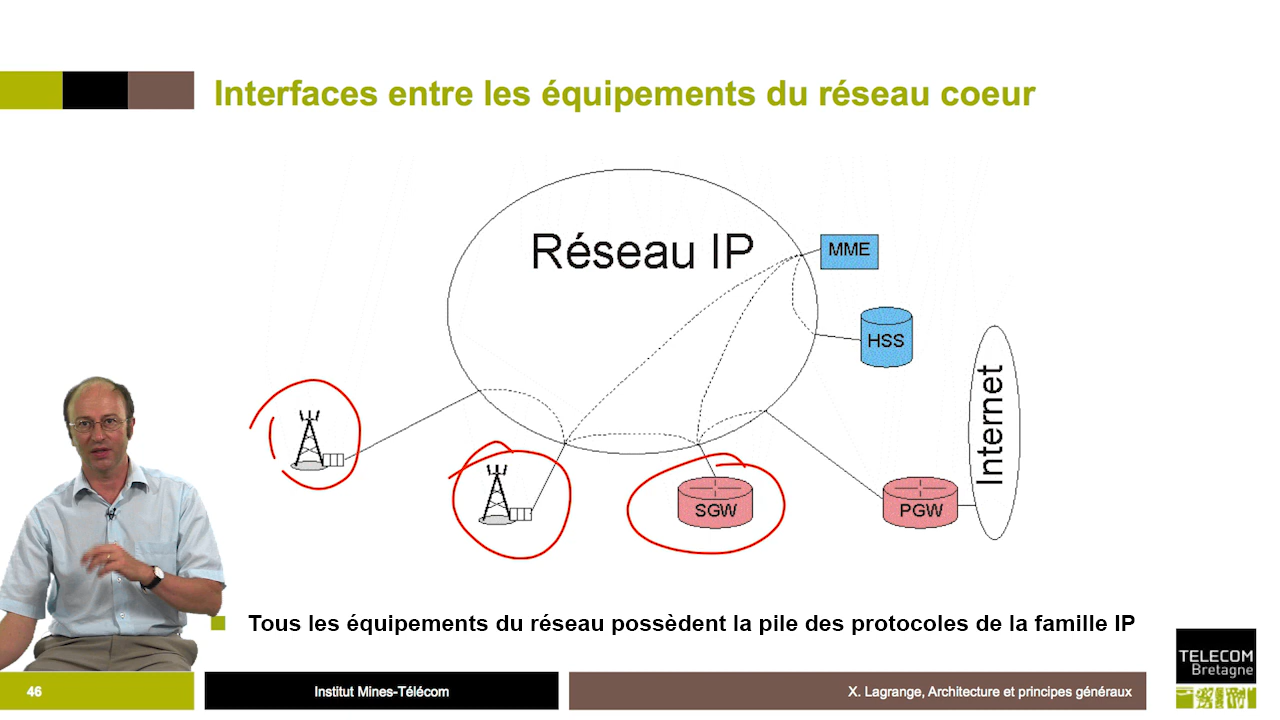 Interfaces entre les équipements du réseau coeur
Réseau IP
MME
HSS
Internet
SGW
PGW
Tous les équipements du réseau possèdent la pile des protocoles de la famille IP
TELECOM
Bretagne
46
Institut Mines-Télécom
X. Lagrange, Architecture et principes généraux